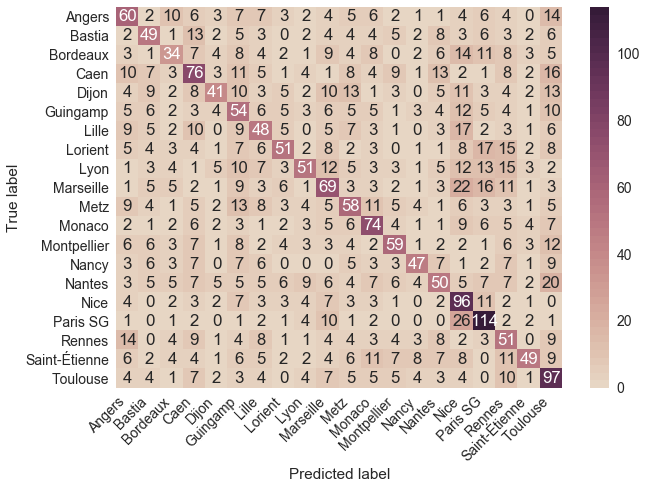 Angers 60 2 10 6 3 7 7 3 2 4 5 6 2 1 1 4 6 4 0 14
Bastia 2 49 1 13 2 5 3 0 2 4 4 4 5 2 8 3 6 3 2 6
Bordeaux 3 1 34 7 4 8 4 2 1 9 4 8 0 2 6 14 11 8 3 5
100
Caen 10 7 3 76 3 11 5 1 4 1 8 4 9 1 13 2 1 8 2 16
Dijon 4 9 2 8 41 10 3 5 2 10 13 1 3 0 5 11 3 4 2 13
Guingamp 5 6 2 3 4 54 6 5 3 6 5 5 1 3 4 12 5 4 1 10
80
Lille 9 5 2 10 0 9 48 5 0 5 7 3 1 0 3 17 2 3 1 6
Lorient 5 4 3 4 1 7 6 51 2 8 2 3 0 1 1 8 17 15 2 8
Lyon 1 3 4 1 5 10 7 3 51 12 5 3 3 1 5 12 13 15 3 2
True label
60
Marseille 1 5 5 2 1 9 3 6 1 69 3 3 2 1 3 22 16 11 1 3
Metz 9 4 1 5 2 13 8 3 4 5 58 11 5 4 1 6 3 3 1 5
Monaco 2 1 2 6 2 3 1 2 3 5 6 74 4 1 1 9 6 5 4 7
Montpellier 6 6 3 7 1 8 2 4 3 3 4 2 59 1 2 2 1 6 3 12
40
Nancy 3 6 3 7 0 7 6 0 0 0 5 3 3 47 7 1 2 7 1 9
Nantes 3 5 5 7 5 5 5 6 9 6 4 7 6 4 50 5 7 7 2 20
Nice 4 0 2 3 2 7 3 3 4 7 3 3 1 0 2 96 11 2 1 0
20
Paris SG 1 0 1 2 0 1 2 1 4 10 1 2 0 0 0 26 114 2 2 1
Rennes 14 0 4 9 1 4 8 1 1 4 4 3 4 3 8 2 3 51 0 9
Saint-Étienne 6 2 4 4 1 6 5 2 2 4 6 11 7 8 7 8 0 11 49 9
Toulouse 4 4 1 7 2 3 4 0 4 7 5 5 5 4 3 4 0 10 1 97
0
Angers Bastia Bordeaux Caen Dijon Guingamp Lille Lorient Lyon Marseille Metz Monaco Montpellier Nancy Nantes Nice Paris SG Rennes Saint-Étienne Toulouse
Predicted label